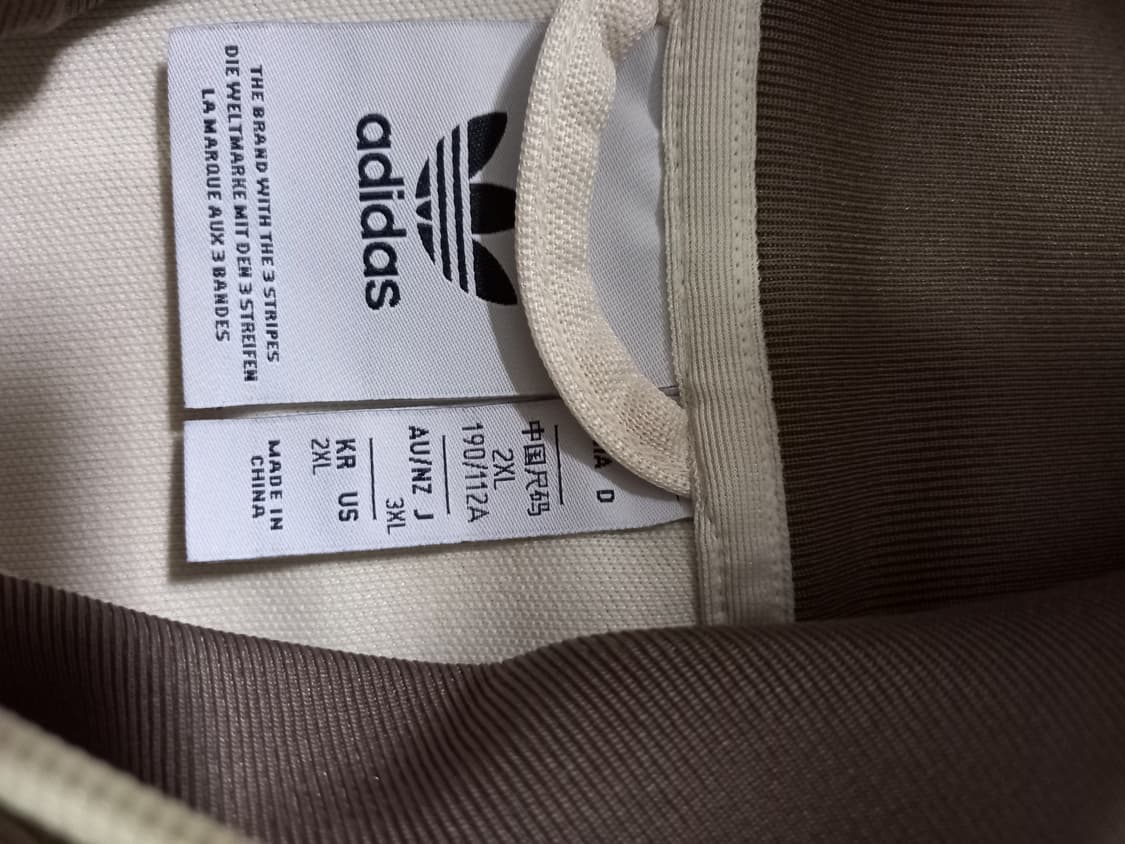 adidas
THE BRAND WITH THE 3 STRIPES
DIE WELTMARKE MIT DEN 3 STREIFEN
LA MARQUE AUX 3 BANDES
D
中国尺码
2XL
190/112A
AU/NZ J
3XL
KR US
2XL
MADE IN
CHINA